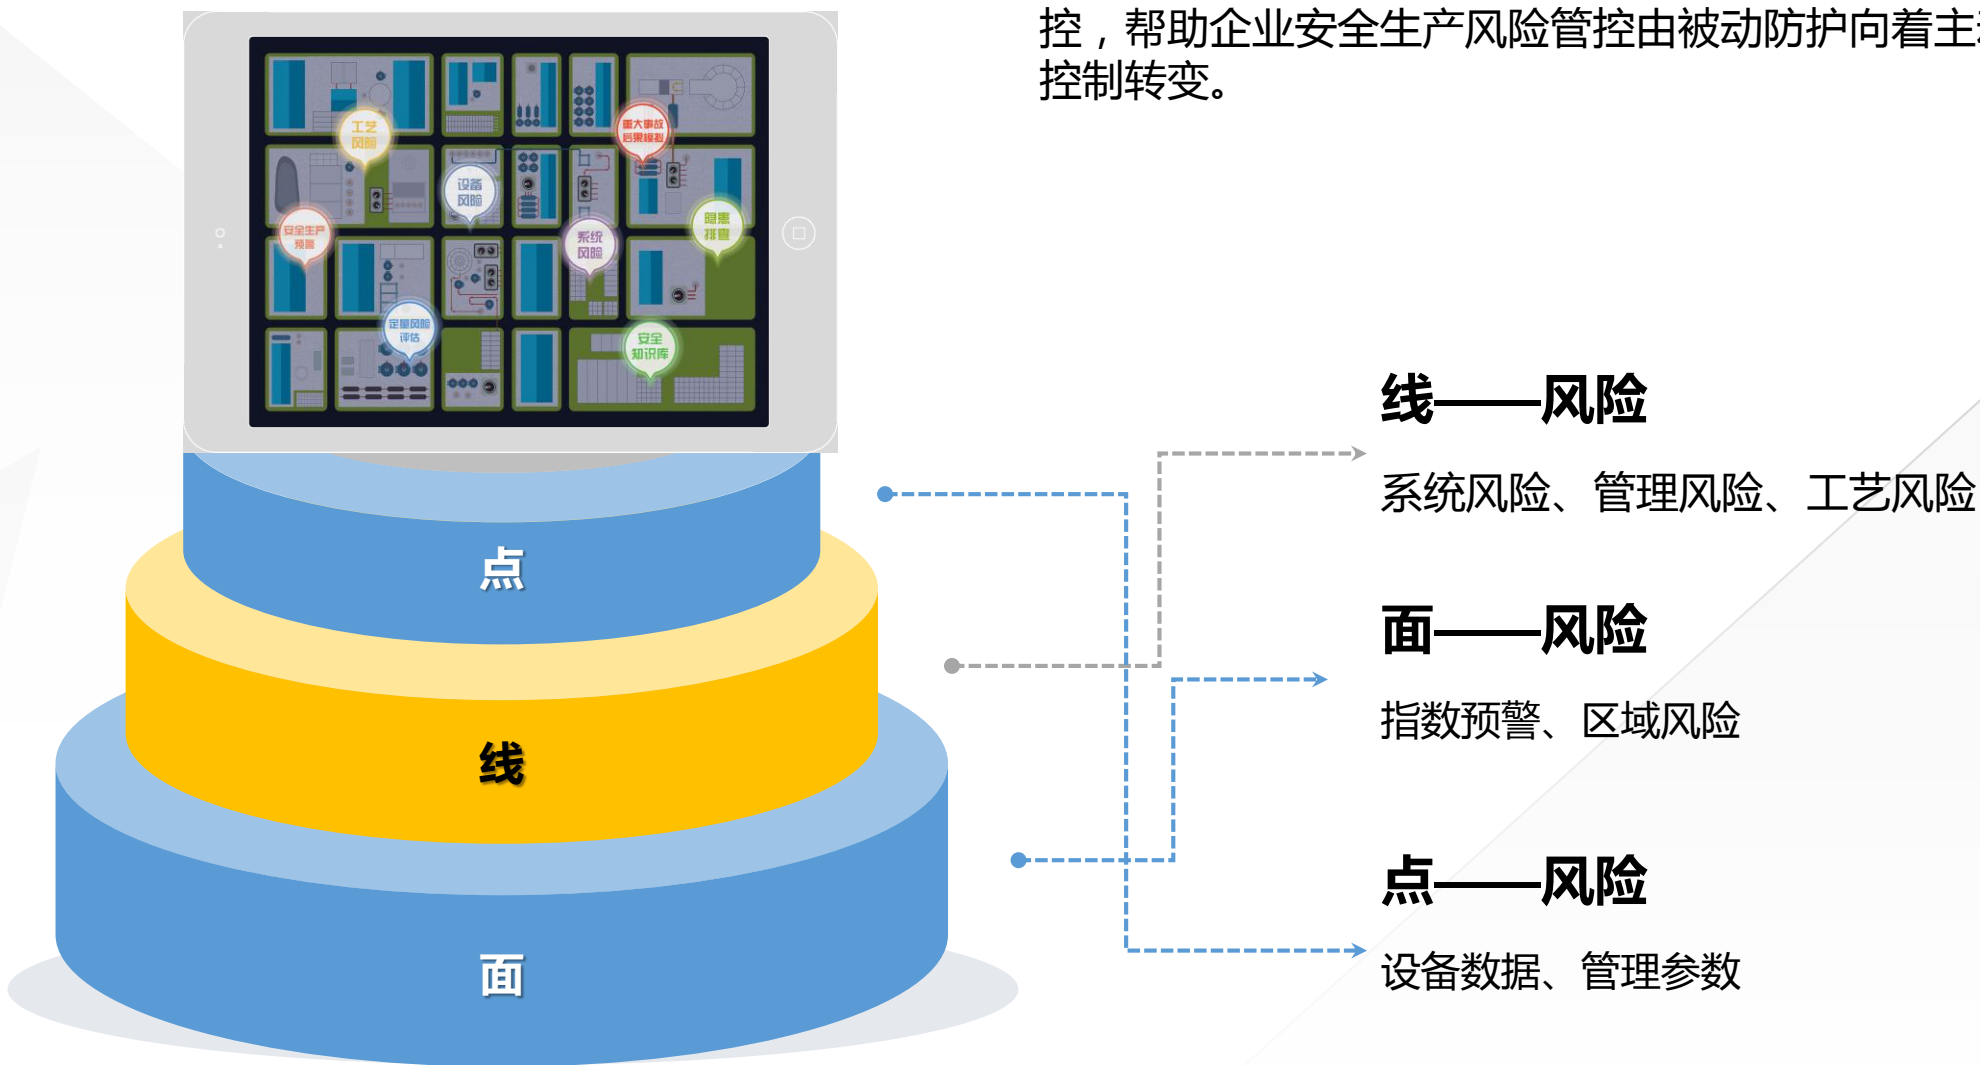 控，帮助企业安全生产风险管控由被动防护向着主
控制转变。
工艺
风险
重大事故
后果模拟
设备
风险
安全生产
预警
系统
风险
隐患
排查
定量风险
评估
安全
知识库
点
线
面
线——风险
系统风险、管理风险、工艺风险
面——风险
指数预警、区域风险
点——风险
设备数据、管理参数